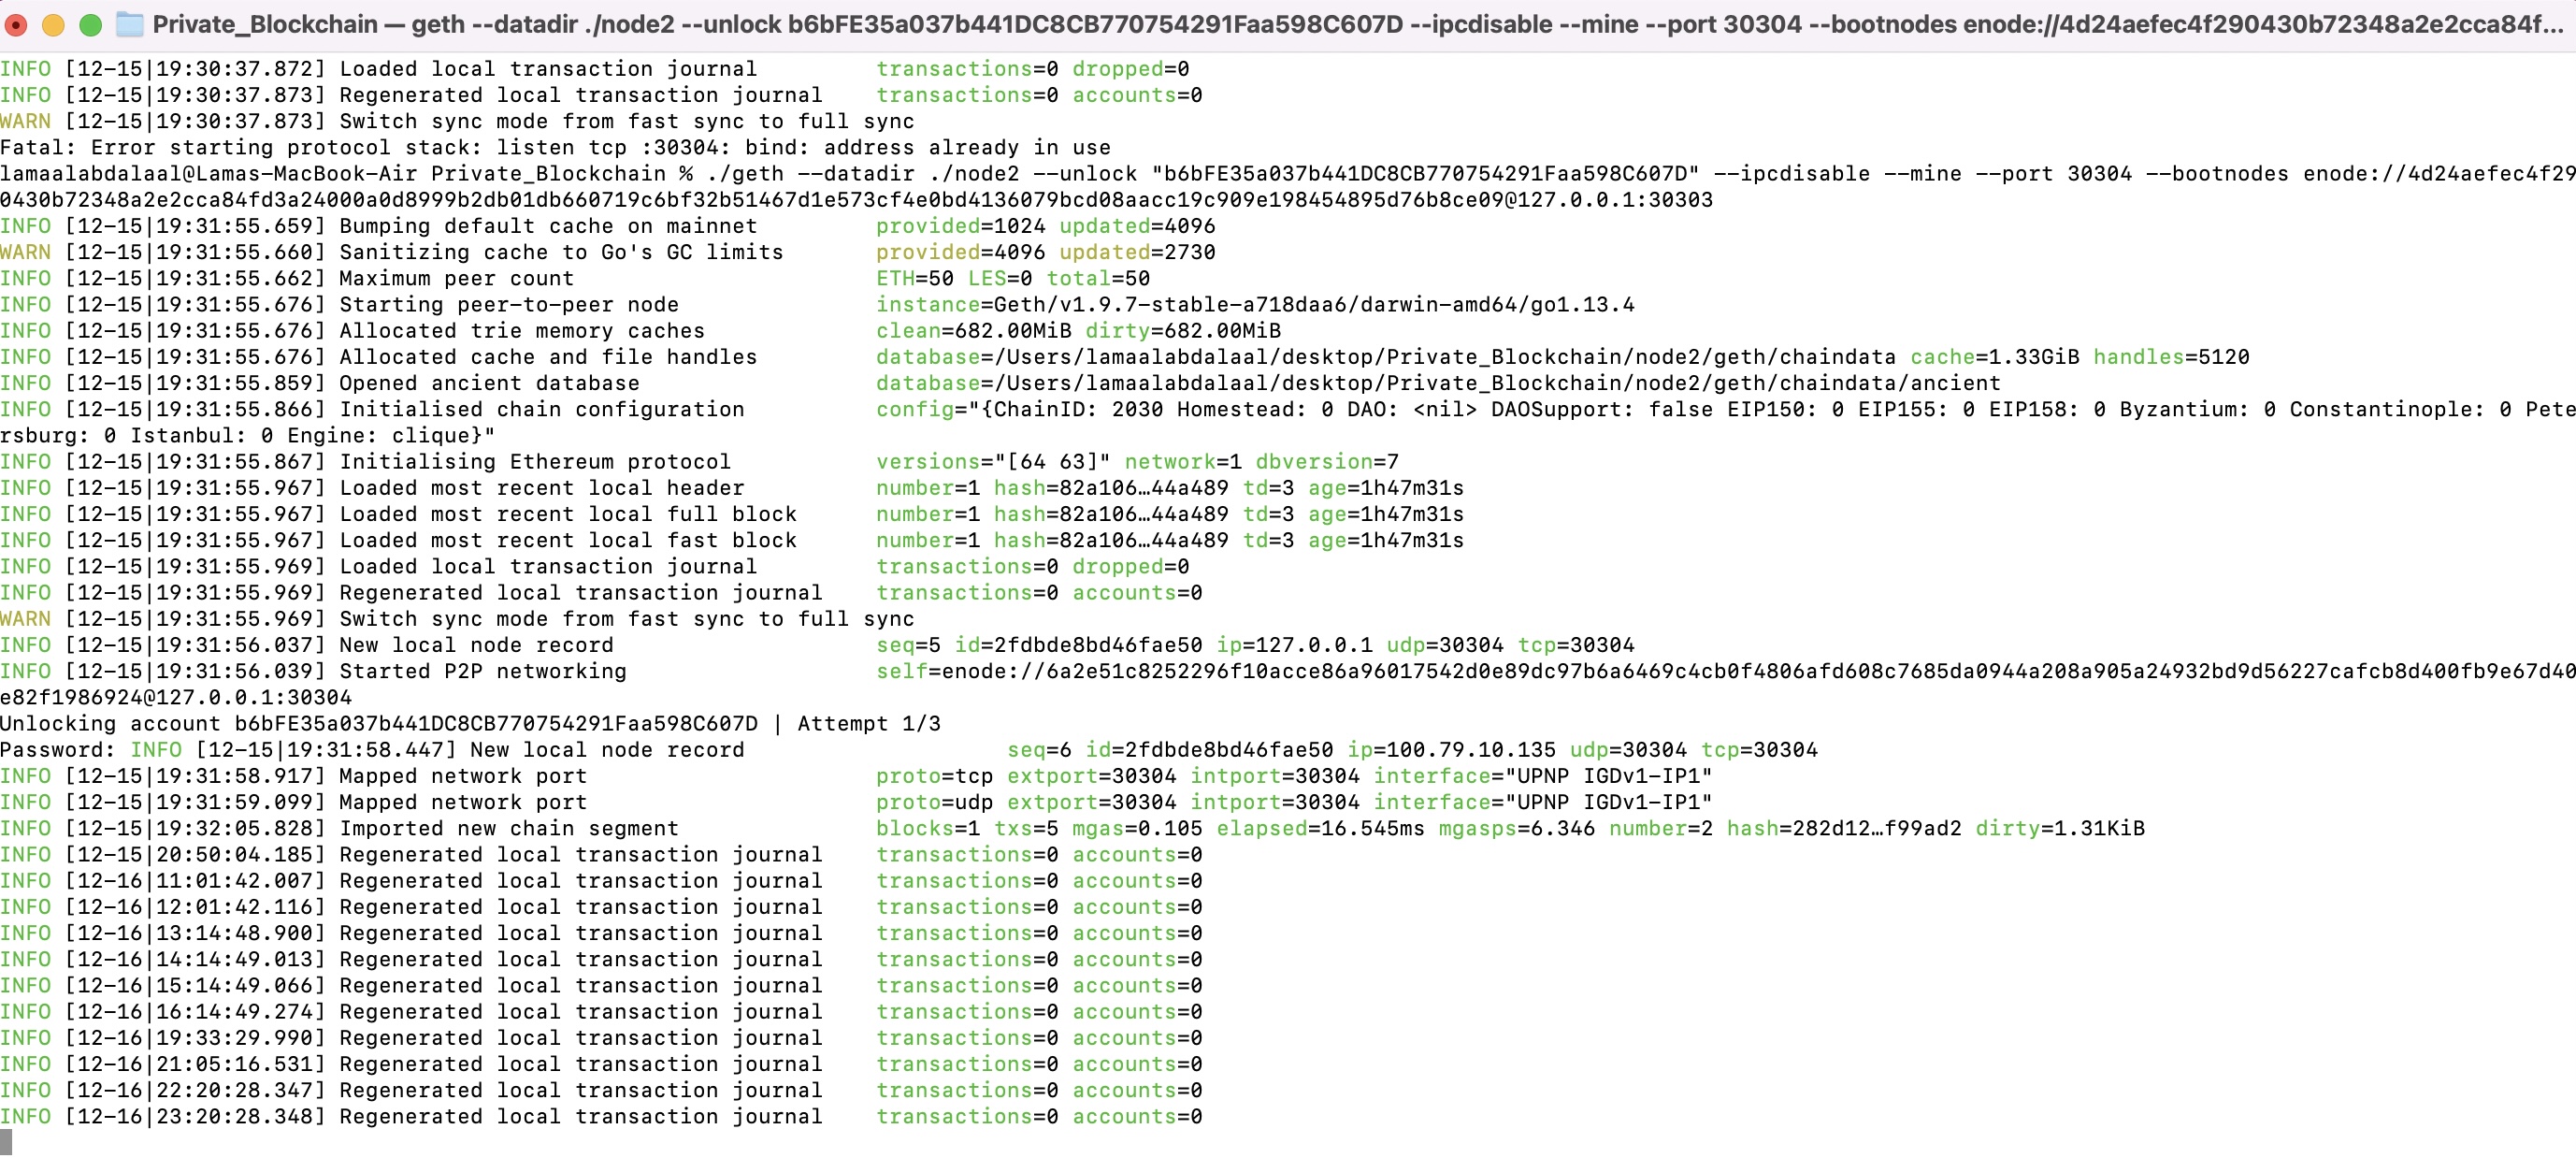 Private_Blockchain — geth --datadir ./node2 --unlock b6bFE35a037b441DC8CB770754291Faa598C607D --ipcdisable --mine --port 30304 --bootnodes enode://4d24aefec4f290430b72348a2e2cca84f...
INFO [12-15|19:30:37.872] Loaded local transaction journal transactions=0 dropped=0
INFO [12-15|19:30:37.873] Regenerated local transaction journal transactions=0 accounts=0
WARN [12-15|19:30:37.873] Switch sync mode from fast sync to full sync
Fatal: Error starting protocol stack: listen tcp :30304: bind: address already in use
lamaalabdalaal@Lamas-MacBook-Air Private_Blockchain % ./geth --datadir ./node2 --unlock "b6bFE35a037b441DC8CB770754291Faa598C607D" --ipcdisable --mine --port 30304 --bootnodes enode://4d24aefec4f29
0430b72348a2e2cca84fd3a24000a0d8999b2db01db660719c6bf32b51467d1e573cf4e0bd4136079bcd08aacc19c909e198454895d76b8ce09@127.0.0.1:30303
INFO [12-15|19:31:55.659] Bumping default cache on mainnet provided=1024 updated=4096
WARN [12-15|19:31:55.660] Sanitizing cache to Go's GC limits provided=4096 updated=2730
INFO [12-15|19:31:55.662] Maximum peer count ETH=50 LES=0 total=50
INFO [12-15|19:31:55.676] Starting peer-to-peer node instance=Geth/v1.9.7-stable-a718daa6/darwin-amd64/go1.13.4
INFO [12-15|19:31:55.676] Allocated trie memory caches clean=682.00MiB dirty=682.00MiB
INFO [12-15|19:31:55.676] Allocated cache and file handles database=/Users/lamaalabdalaal/desktop/Private_Blockchain/node2/geth/chaindata cache=1.33GiB handles=5120
INFO [12-15|19:31:55.859] Opened ancient database database=/Users/lamaalabdalaal/desktop/Private_Blockchain/node2/geth/chaindata/ancient
INFO [12-15|19:31:55.866] Initialised chain configuration config="{ChainID: 2030 Homestead: 0 DAO: <nil> DAOSupport: false EIP150: 0 EIP155: 0 EIP158: 0 Byzantium: 0 Constantinople: 0 Pete
rsburg: 0 Istanbul: 0 Engine: clique}"
INFO [12-15|19:31:55.867] Initialising Ethereum protocol versions="[64 63]" network=1 dbversion=7
INFO [12-15|19:31:55.967] Loaded most recent local header number=1 hash=82a106…44a489 td=3 age=1h47m31s
INFO [12-15|19:31:55.967] Loaded most recent local full block number=1 hash=82a106…44a489 td=3 age=1h47m31s
INFO [12-15|19:31:55.967] Loaded most recent local fast block number=1 hash=82a106…44a489 td=3 age=1h47m31s
INFO [12-15|19:31:55.969] Loaded local transaction journal transactions=0 dropped=0
INFO [12-15|19:31:55.969] Regenerated local transaction journal transactions=0 accounts=0
WARN [12-15|19:31:55.969] Switch sync mode from fast sync to full sync
INFO [12-15|19:31:56.037] New local node record seq=5 id=2fdbde8bd46fae50 ip=127.0.0.1 udp=30304 tcp=30304
INFO [12-15|19:31:56.039] Started P2P networking self=enode://6a2e51c8252296f10acce86a96017542d0e89dc97b6a6469c4cb0f4806afd608c7685da0944a208a905a24932bd9d56227cafcb8d400fb9e67d40
e82f1986924@127.0.0.1:30304
Unlocking account b6bFE35a037b441DC8CB770754291Faa598C607D | Attempt 1/3
Password: INFO [12-15|19:31:58.447] New local node record seq=6 id=2fdbde8bd46fae50 ip=100.79.10.135 udp=30304 tcp=30304
INFO [12-15|19:31:58.917] Mapped network port proto=tcp extport=30304 intport=30304 interface="UPNP IGDv1-IP1"
INFO [12-15|19:31:59.099] Mapped network port proto=udp extport=30304 intport=30304 interface="UPNP IGDv1-IP1"
INFO [12-15|19:32:05.828] Imported new chain segment blocks=1 txs=5 mgas=0.105 elapsed=16.545ms mgasps=6.346 number=2 hash=282d12…f99ad2 dirty=1.31KiB
INFO [12-15|20:50:04.185] Regenerated local transaction journal transactions=0 accounts=0
INFO [12-16|11:01:42.007] Regenerated local transaction journal transactions=0 accounts=0
INFO [12-16|12:01:42.116] Regenerated local transaction journal transactions=0 accounts=0
INFO [12-16|13:14:48.900] Regenerated local transaction journal transactions=0 accounts=0
INFO [12-16|14:14:49.013] Regenerated local transaction journal transactions=0 accounts=0
INFO [12-16|15:14:49.066] Regenerated local transaction journal transactions=0 accounts=0
INFO [12-16|16:14:49.274] Regenerated local transaction journal transactions=0 accounts=0
INFO [12-16|19:33:29.990] Regenerated local transaction journal transactions=0 accounts=0
INFO [12-16|21:05:16.531] Regenerated local transaction journal transactions=0 accounts=0
INFO [12-16|22:20:28.347] Regenerated local transaction journal transactions=0 accounts=0
INFO [12-16|23:20:28.348] Regenerated local transaction journal transactions=0 accounts=0